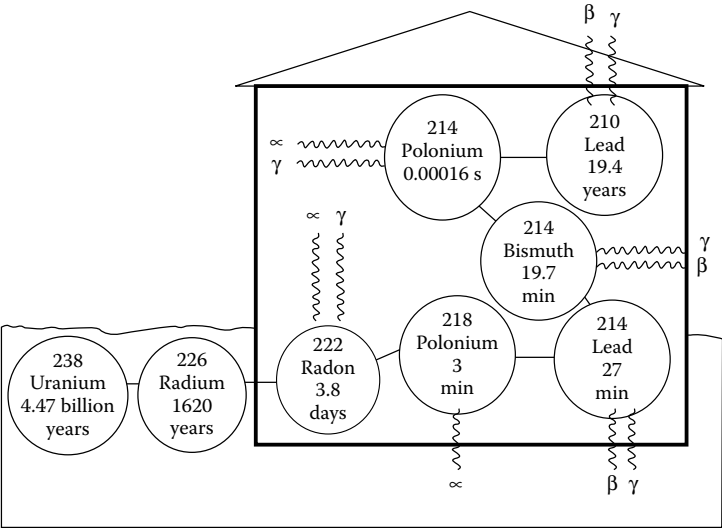 β γ
214
Polonium
0.00016 s
210
Lead
19.4
years
∝
γ
∝ γ
214
Bismuth
19.7
min
γ
β
238
Uranium
4.47 billion
years
226
Radium
1620
years
222
Radon
3.8
days
218
Polonium
3
min
214
Lead
27
min
∝
β γ